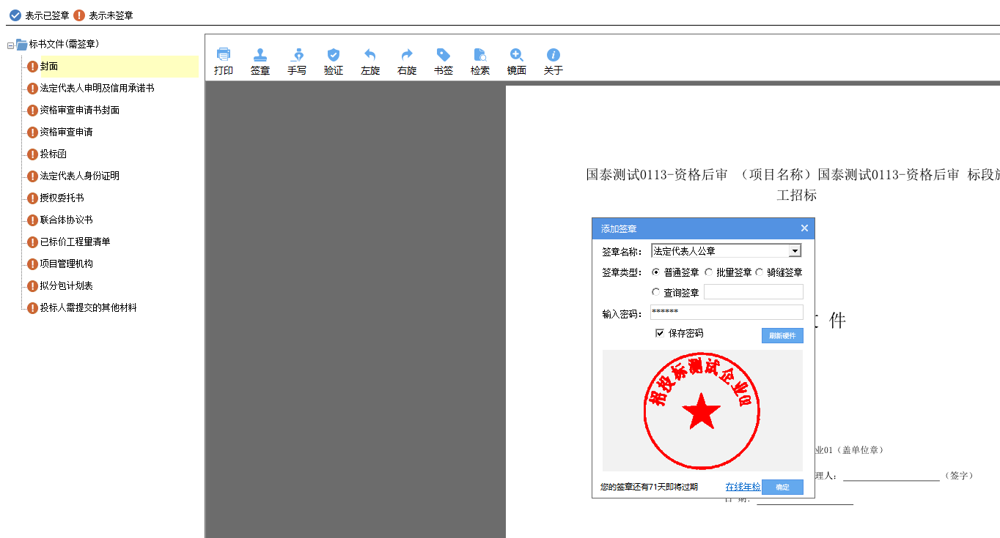 表示已签章 表示未签章
标书文件(需签章)
封面
法定代表人申明及信用承诺书
资格审查申请书封面
资格审查申请
投标函
法定代表人身份证明
授权委托书
联合体协议书
已标价工程量清单
项目管理机构
拟分包计划表
投标人需提交的其他材料
打印 签章 手写 验证 左旋 右旋 书签 检索 镜面 关于
国泰测试0113-资格后审 （项目名称）国泰测试0113-资格后审 标段施
工招标
添加签章
签章名称： 法定代表人公章
签章类型： 普通签章 批量签章 骑缝签章
查询签章
输入密码： ******
保存密码 刷新硬件
件
招投标测试企业01
业01（盖单位章）
理人： （签字）
您的签章还有71天即将过期 在线年检 确定
日 期: